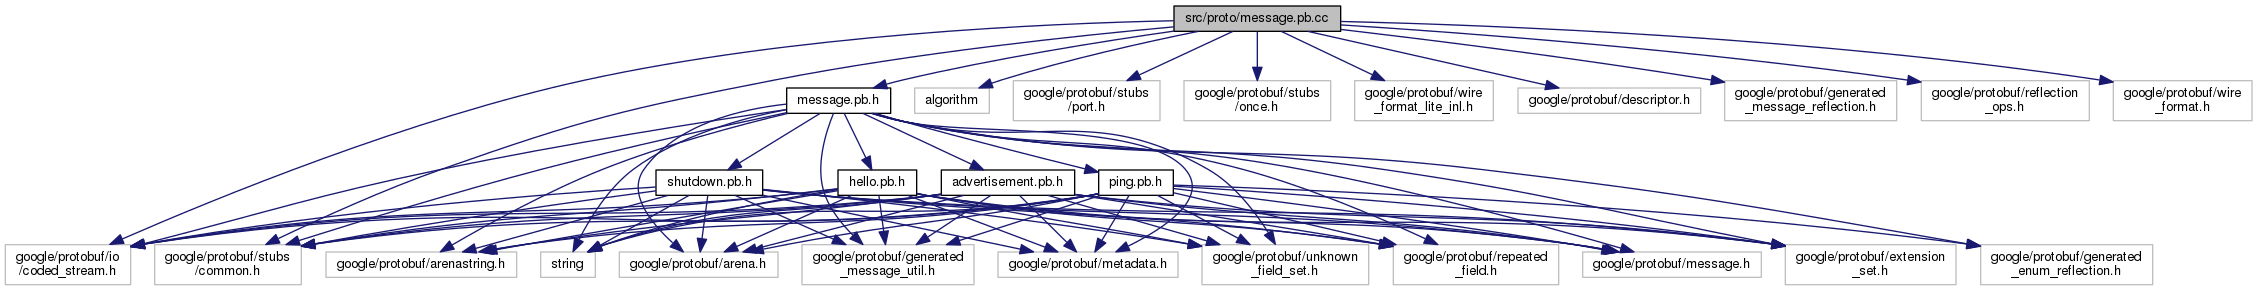 src/proto/message.pb.cc
message.pb.h
algorithm
google/protobuf/stubs
/port.h
google/protobuf/stubs
/once.h
google/protobuf/wire
_format_lite_inl.h
google/protobuf/descriptor.h
google/protobuf/generated
_message_reflection.h
google/protobuf/reflection
_ops.h
google/protobuf/wire
_format.h
shutdown.pb.h
hello.pb.h
advertisement.pb.h
ping.pb.h
google/protobuf/io
/coded_stream.h
google/protobuf/stubs
/common.h
google/protobuf/arenastring.h
string
google/protobuf/arena.h
google/protobuf/generated
_message_util.h
google/protobuf/metadata.h
google/protobuf/unknown
_field_set.h
google/protobuf/repeated
_field.h
google/protobuf/message.h
google/protobuf/extension
_set.h
google/protobuf/generated
_enum_reflection.h